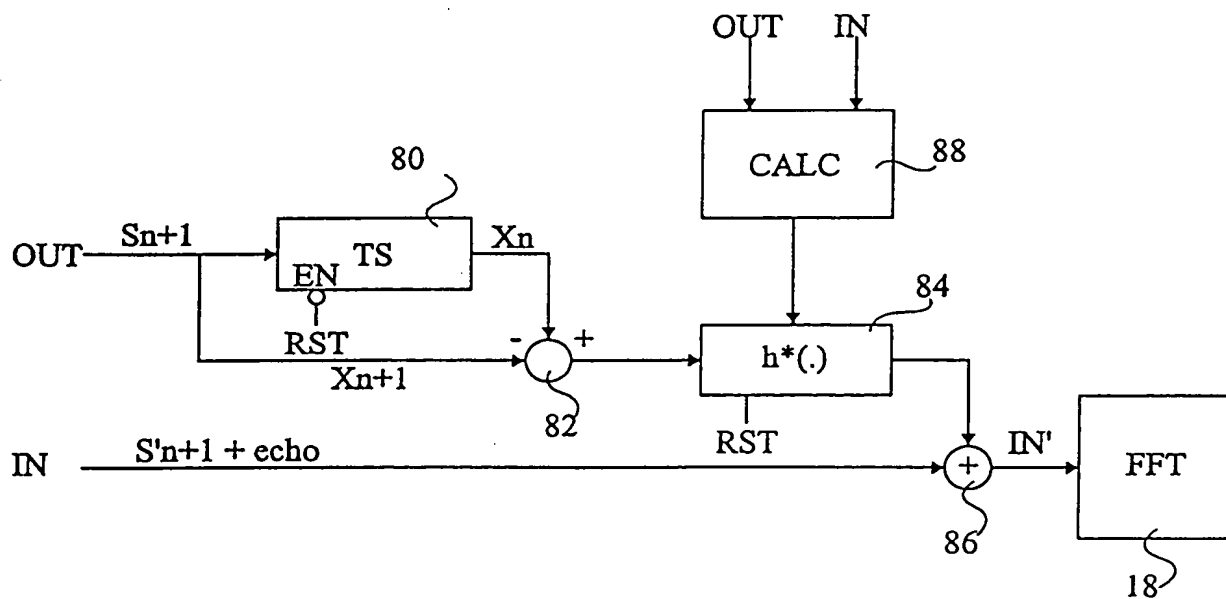 OUT IN
CALC
88
80
Sn+1
Xn
OUT
TS
EN
84
RST
- +
h*(.)
Xn+1
82
RST
S'n+1 + echo
IN'
IN
+
FFT
86
18